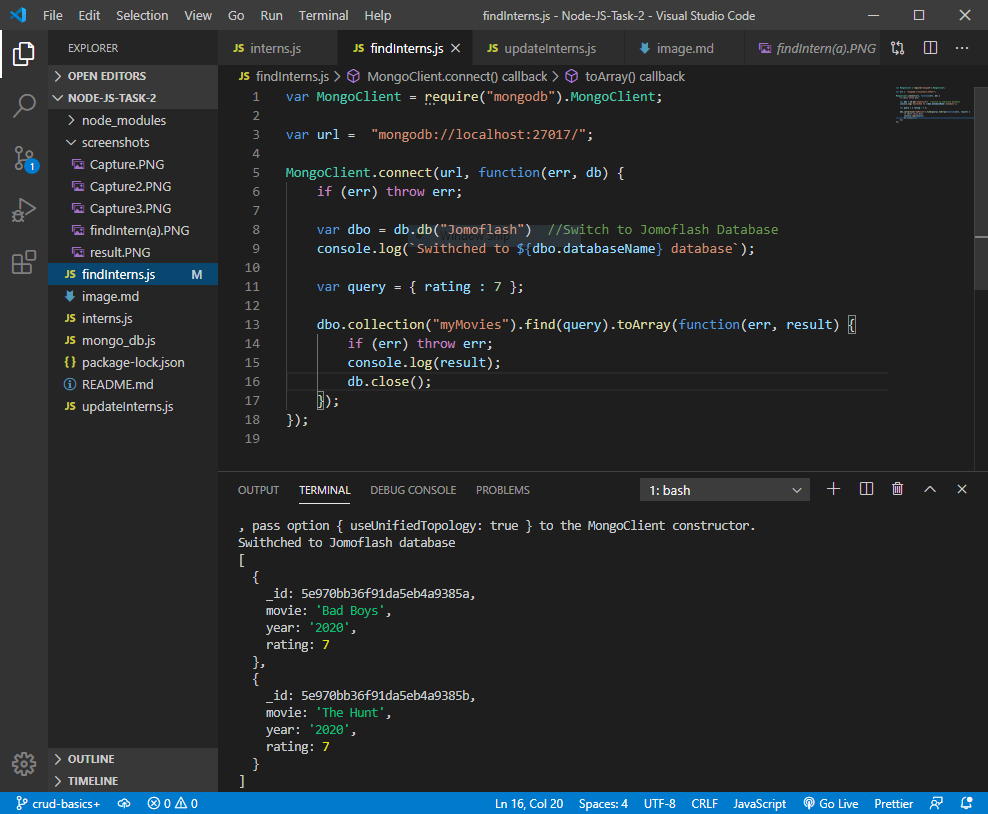 File Edit Selection View Go Run Terminal Help findInterns.js - Node-JS-Task-2 - Visual Studio Code
EXPLORER
OPEN EDITORS
NODE-JS-TASK-2
node_modules
screenshots
Capture.PNG
Capture2.PNG
Capture3.PNG
findIntern(a).PNG
result.PNG
JS findInterns.js M
image.md
JS interns.js
JS mongo_db.js
{} package-lock.json
README.md
JS updateInterns.js
OUTLINE
TIMELINE
1
JS interns.js JS findInterns.js JS updateInterns.js image.md findIntern(a).PNG
JS findInterns.js > MongoClient.connect() callback > toArray() callback
1 var MongoClient = require("mongodb").MongoClient;
2
3 var url =  "mongodb://localhost:27017/";
4
5 MongoClient.connect(url, function(err, db) {
6 if (err) throw err;
7
8 var dbo = db.db("Jomoflash")  //Switch to Jomoflash Database
9 console.log(`Swithched to ${dbo.databaseName} database`);
10
11 var query = { rating : 7 };
12
13 dbo.collection("myMovies").find(query).toArray(function(err, result) {
14 if (err) throw err;
15 console.log(result);
16 db.close();
17 });
18 });
19
OUTPUT TERMINAL DEBUG CONSOLE PROBLEMS 1: bash
, pass option { useUnifiedTopology: true } to the MongoClient constructor.
Swithched to Jomoflash database
[
{
_id: 5e970bb36f91da5eb4a9385a,
movie: 'Bad Boys',
year: '2020',
rating: 7
},
{
_id: 5e970bb36f91da5eb4a9385b,
movie: 'The Hunt',
year: '2020',
rating: 7
}
]
crud-basics+ 0 0 Ln 16, Col 20 Spaces: 4 UTF-8 CRLF JavaScript Go Live Prettier